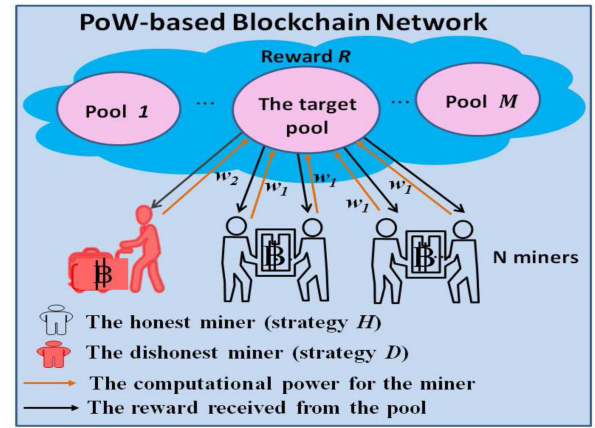 PoW-based Blockchain Network
Reward R
Pool 1
...
The target
pool
...
Pool M
w2
w1
w1
w1
w1
N miners
The honest miner (strategy H)
The dishonest miner (strategy D)
The computational power for the miner
The reward received from the pool